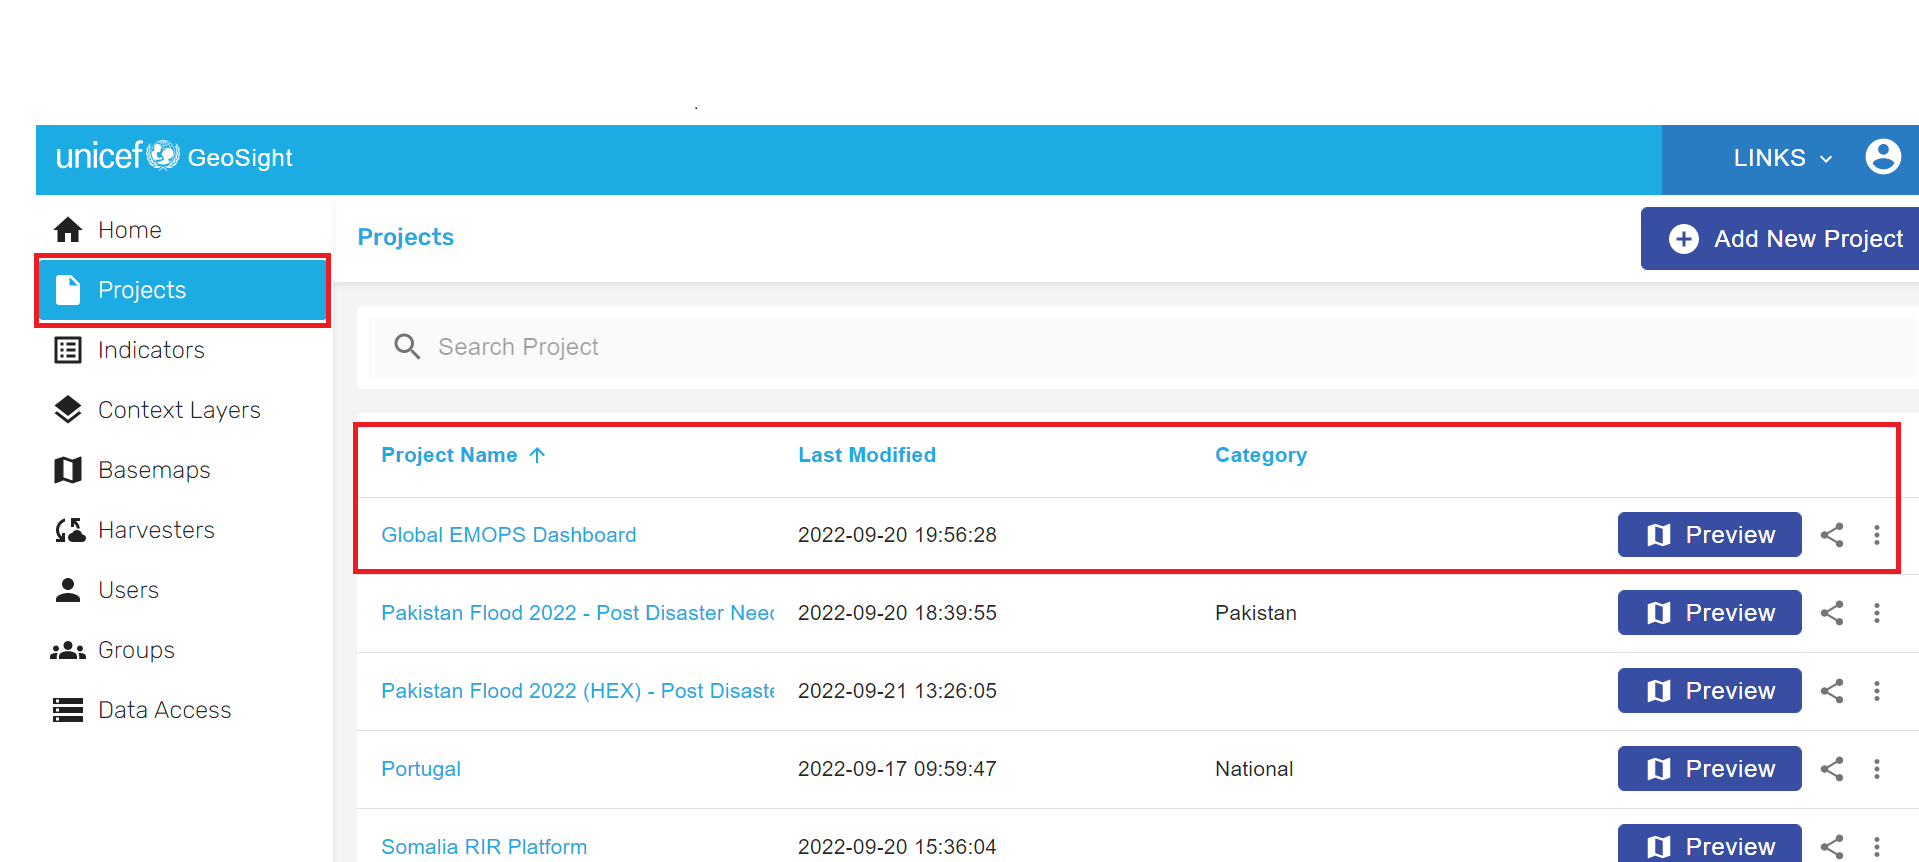 unicef GeoSight
LINKS
Home
Projects
Indicators
Context Layers
Basemaps
Harvesters
Users
Groups
Data Access
Projects
Add New Project
Search Project
Project Name Last Modified Category
Global EMOPS Dashboard 2022-09-20 19:56:28 Preview
Pakistan Flood 2022 - Post Disaster Need 2022-09-20 18:39:55 Pakistan Preview
Pakistan Flood 2022 (HEX) - Post Disaste 2022-09-21 13:26:05 Preview
Portugal 2022-09-17 09:59:47 National Preview
Somalia RIR Platform 2022-09-20 15:36:04 Preview